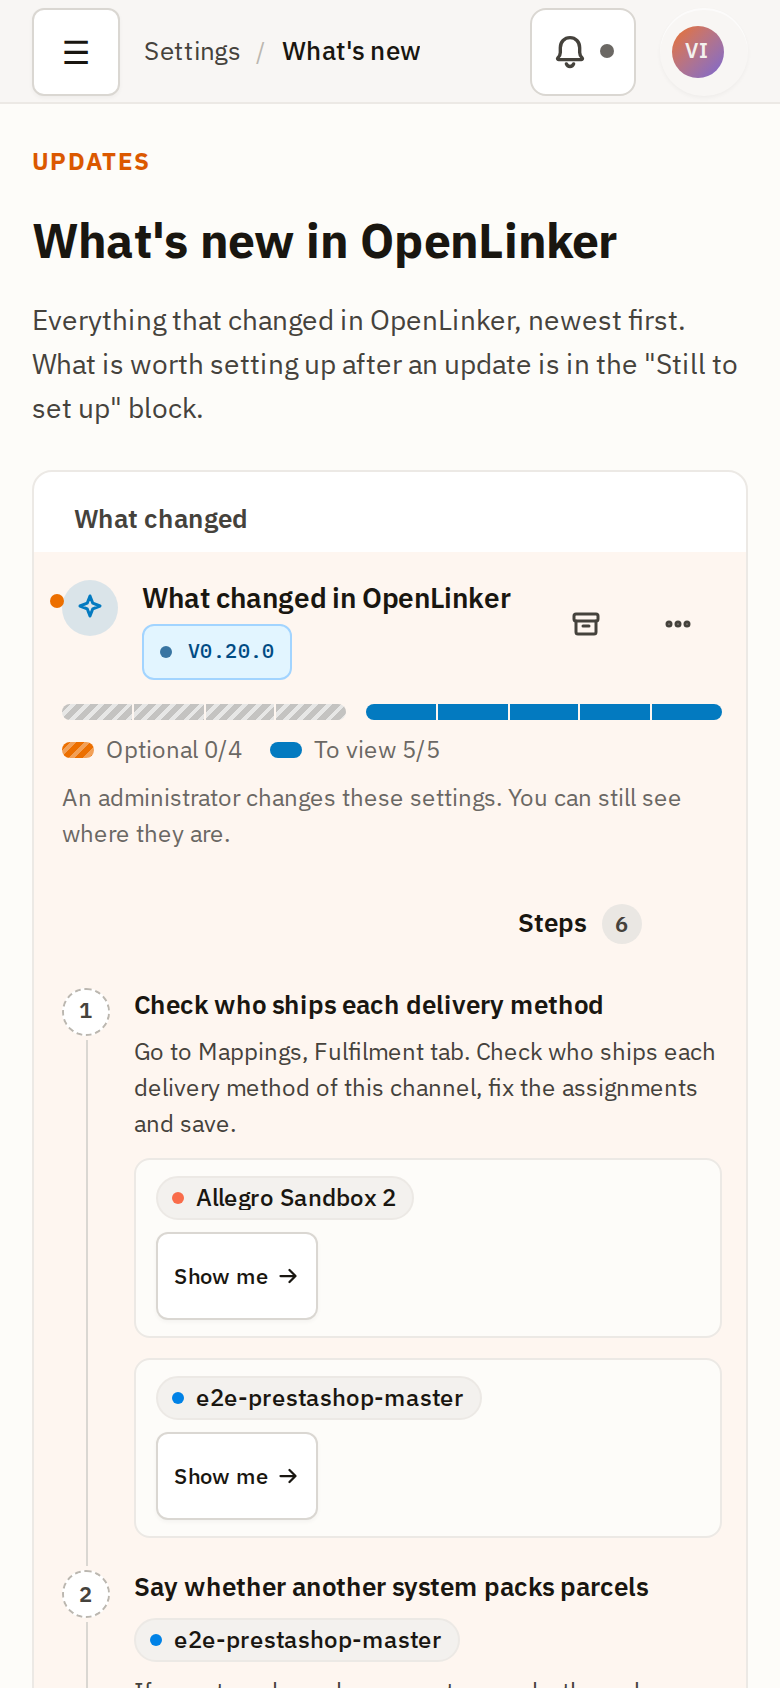 ☰ Settings / What's new VI
UPDATES
What's new in OpenLinker
Everything that changed in OpenLinker, newest first.
What is worth setting up after an update is in the "Still to
set up" block.
What changed
What changed in OpenLinker
V0.20.0
Optional 0/4 To view 5/5
An administrator changes these settings. You can still see
where they are.
Steps 6
1 Check who ships each delivery method
Go to Mappings, Fulfilment tab. Check who ships each
delivery method of this channel, fix the assignments
and save.
Allegro Sandbox 2
Show me →
e2e-prestashop-master
Show me →
2 Say whether another system packs parcels
e2e-prestashop-master